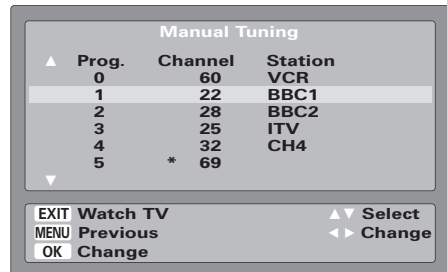 Manual Tuning
▲ Prog. Channel Station
0 60 VCR
1 22 BBC1
2 28 BBC2
3 25 ITV
4 32 CH4
5 * 69
▼
EXIT Watch TV ▲▼ Select
MENU Previous ◄► Change
OK Change